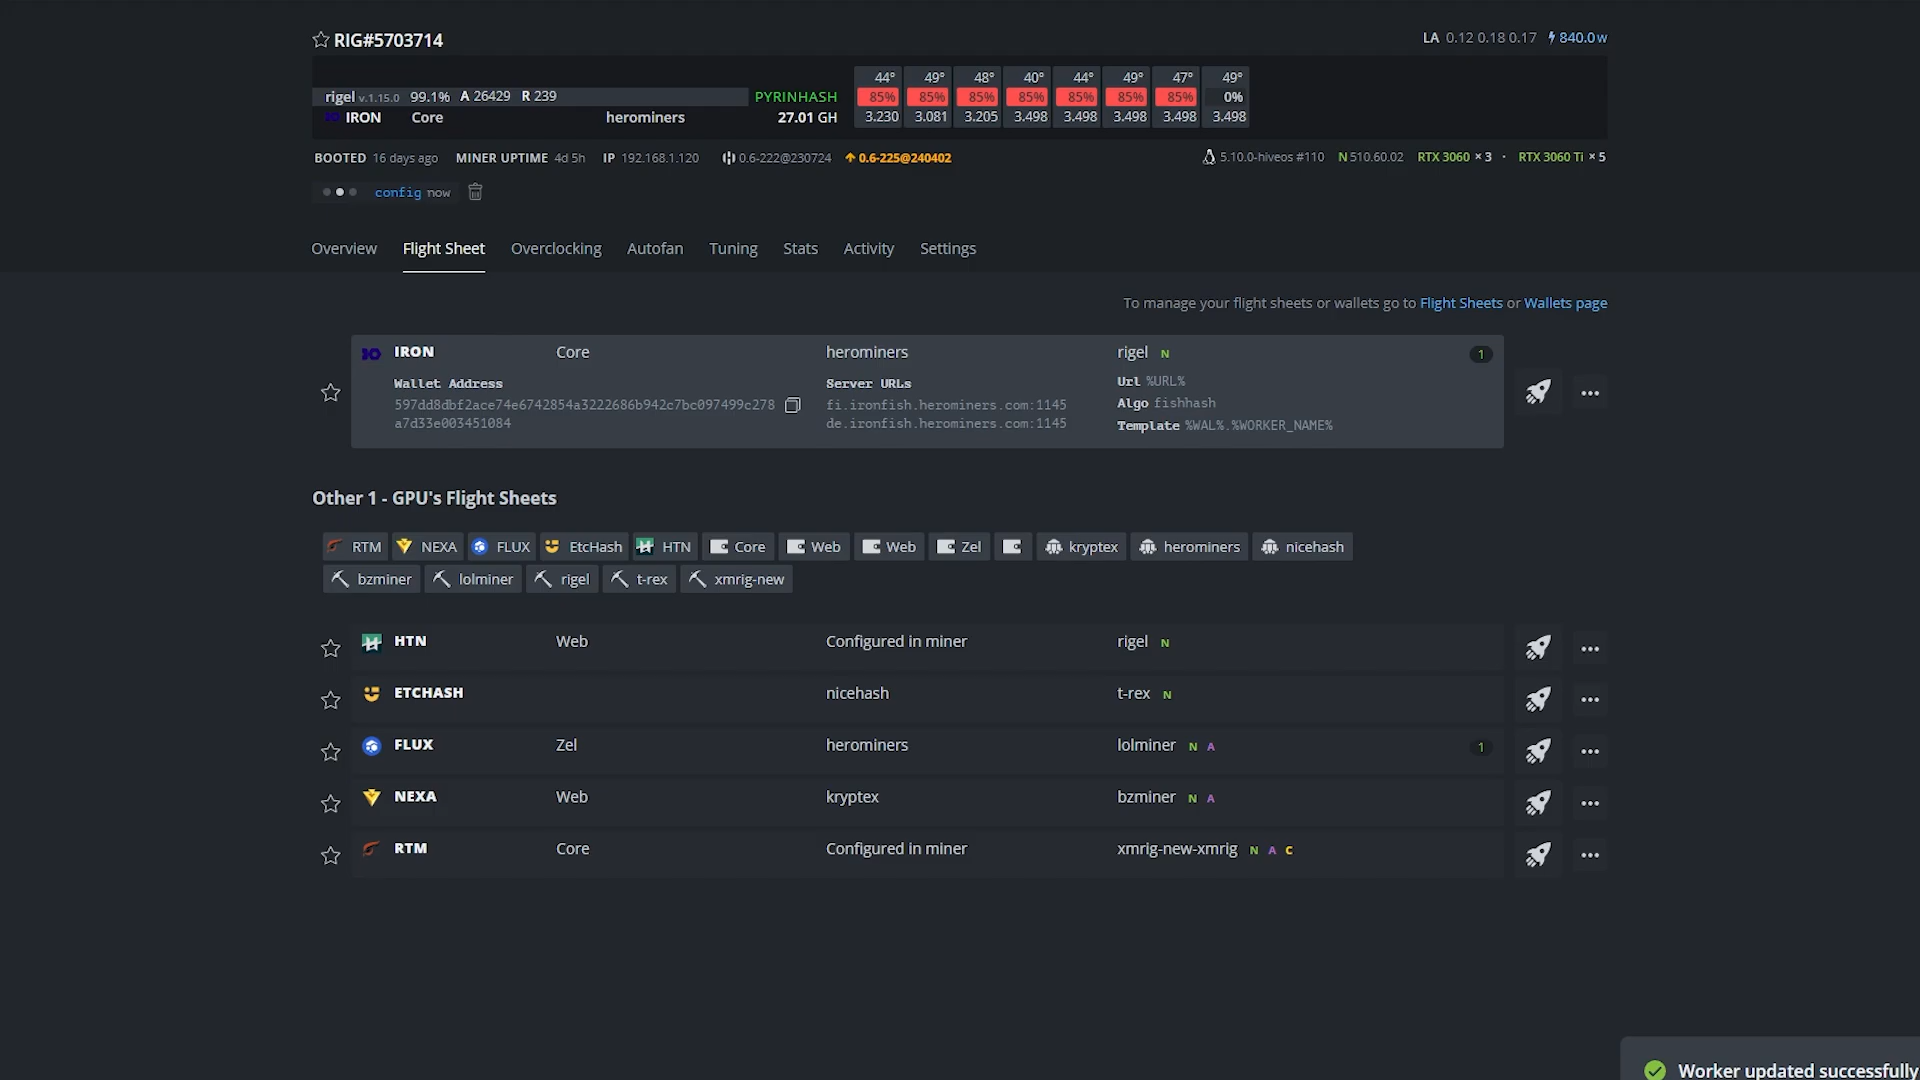 RIG#5703714
LA 0.12 0.18 0.17 840.0 w
44° 49° 48° 40° 44° 49° 47° 49°
rigel v.1.15.0 99.1% A 26429 R 239 PYRINHASH 85% 85% 85% 85% 85% 85% 85% 0%
IRON Core herominers 27.01 GH 3.230 3.081 3.205 3.498 3.498 3.498 3.498 3.498
BOOTED 16 days ago MINER UPTIME 4d 5h IP 192.168.1.120 0.6-222@230724 0.6-225@240402 5.10.0-hiveos #110 N 510.60.02 RTX 3060 × 3 · RTX 3060 Ti × 5
config now
Overview Flight Sheet Overclocking Autofan Tuning Stats Activity Settings
To manage your flight sheets or wallets go to Flight Sheets or Wallets page
IRON Core herominers rigel N 1
Wallet Address Server URLs Url %URL%
597dd8dbf2ace74e6742854a3222686b942c7bc097499c278 fi.ironfish.herominers.com:1145 Algo fishhash
a7d33e003451084 de.ironfish.herominers.com:1145 Template %WAL%.%WORKER_NAME%
Other 1 - GPU's Flight Sheets
RTM NEXA FLUX EtcHash HTN Core Web Web Zel kryptex herominers nicehash
bzminer lolminer rigel t-rex xmrig-new
HTN Web Configured in miner rigel N
ETCHASH nicehash t-rex N
FLUX Zel herominers lolminer N A 1
NEXA Web kryptex bzminer N A
RTM Core Configured in miner xmrig-new-xmrig N A C
Worker updated successfully